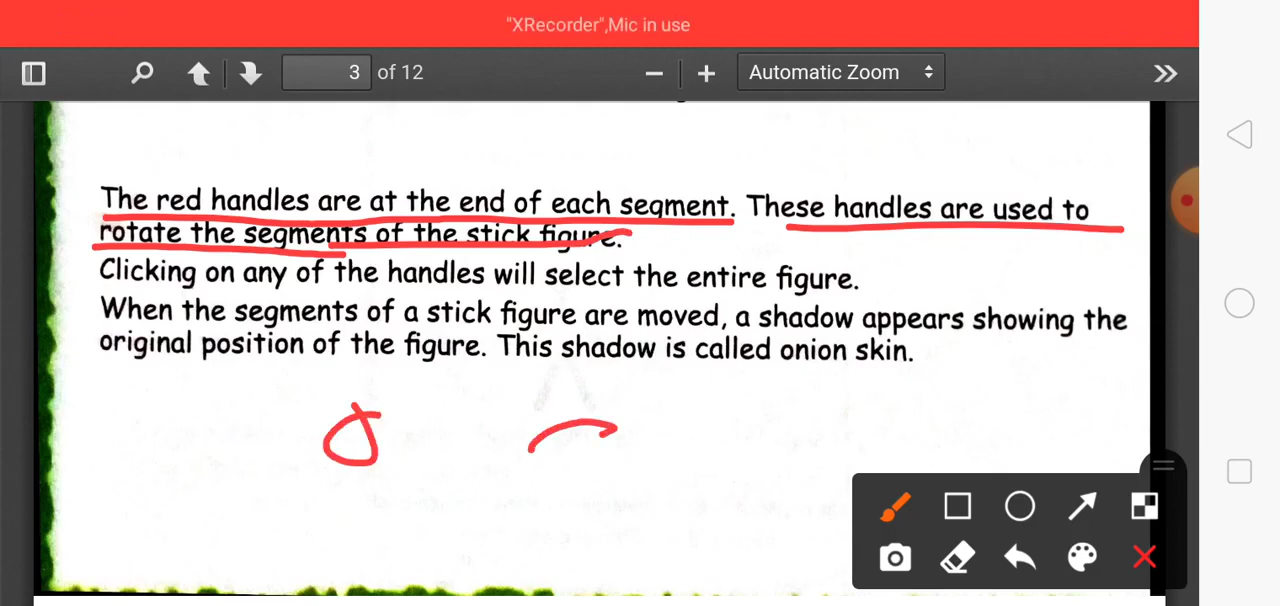 "XRecorder",Mic in use
3 of 12
Automatic Zoom
The red handles are at the end of each segment. These handles are used to
rotate the segments of the stick figure.
Clicking on any of the handles will select the entire figure.
When the segments of a stick figure are moved, a shadow appears showing the
original position of the figure. This shadow is called onion skin.